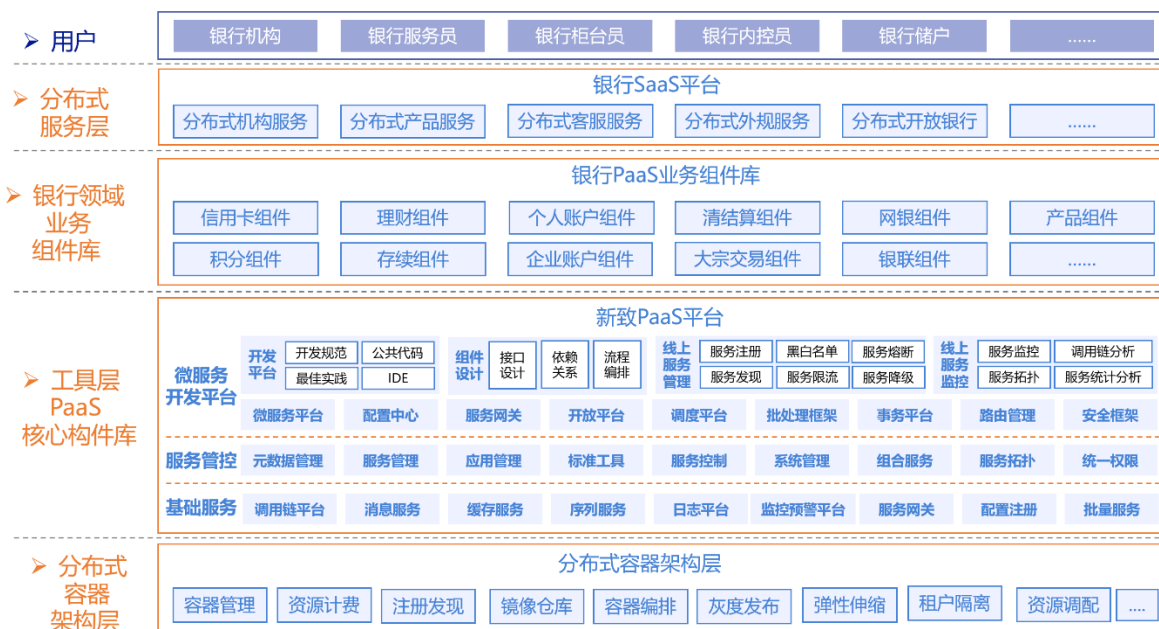 用户
银行机构
银行服务员
银行柜台员
银行内控员
银行储户
......
分布式
服务层
银行SaaS平台
分布式机构服务
分布式产品服务
分布式客服服务
分布式外规服务
分布式开放银行
......
银行领域
业务
组件库
银行PaaS业务组件库
信用卡组件
理财组件
个人账户组件
清结算组件
网银组件
产品组件
积分组件
存续组件
企业账户组件
大宗交易组件
银联组件
......
工具层
PaaS
核心构件库
新致PaaS平台
微服务
开发平台
开发
平台
开发规范
公共代码
最佳实践
IDE
组件
设计
接口
设计
依赖
关系
流程
编排
线上
服务
管理
服务注册
黑白名单
服务熔断
服务发现
服务限流
服务降级
线上
服务
监控
服务监控
调用链分析
服务拓扑
服务统计分析
微服务平台
配置中心
服务网关
开放平台
调度平台
批处理框架
事务平台
路由管理
安全框架
服务管控
元数据管理
服务管理
应用管理
标准工具
服务控制
系统管理
组合服务
服务拓扑
统一权限
基础服务
调用链平台
消息服务
缓存服务
序列服务
日志平台
监控预警平台
服务网关
配置注册
批量服务
分布式
容器
架构层
分布式容器架构层
容器管理
资源计费
注册发现
镜像仓库
容器编排
灰度发布
弹性伸缩
租户隔离
资源调配
....